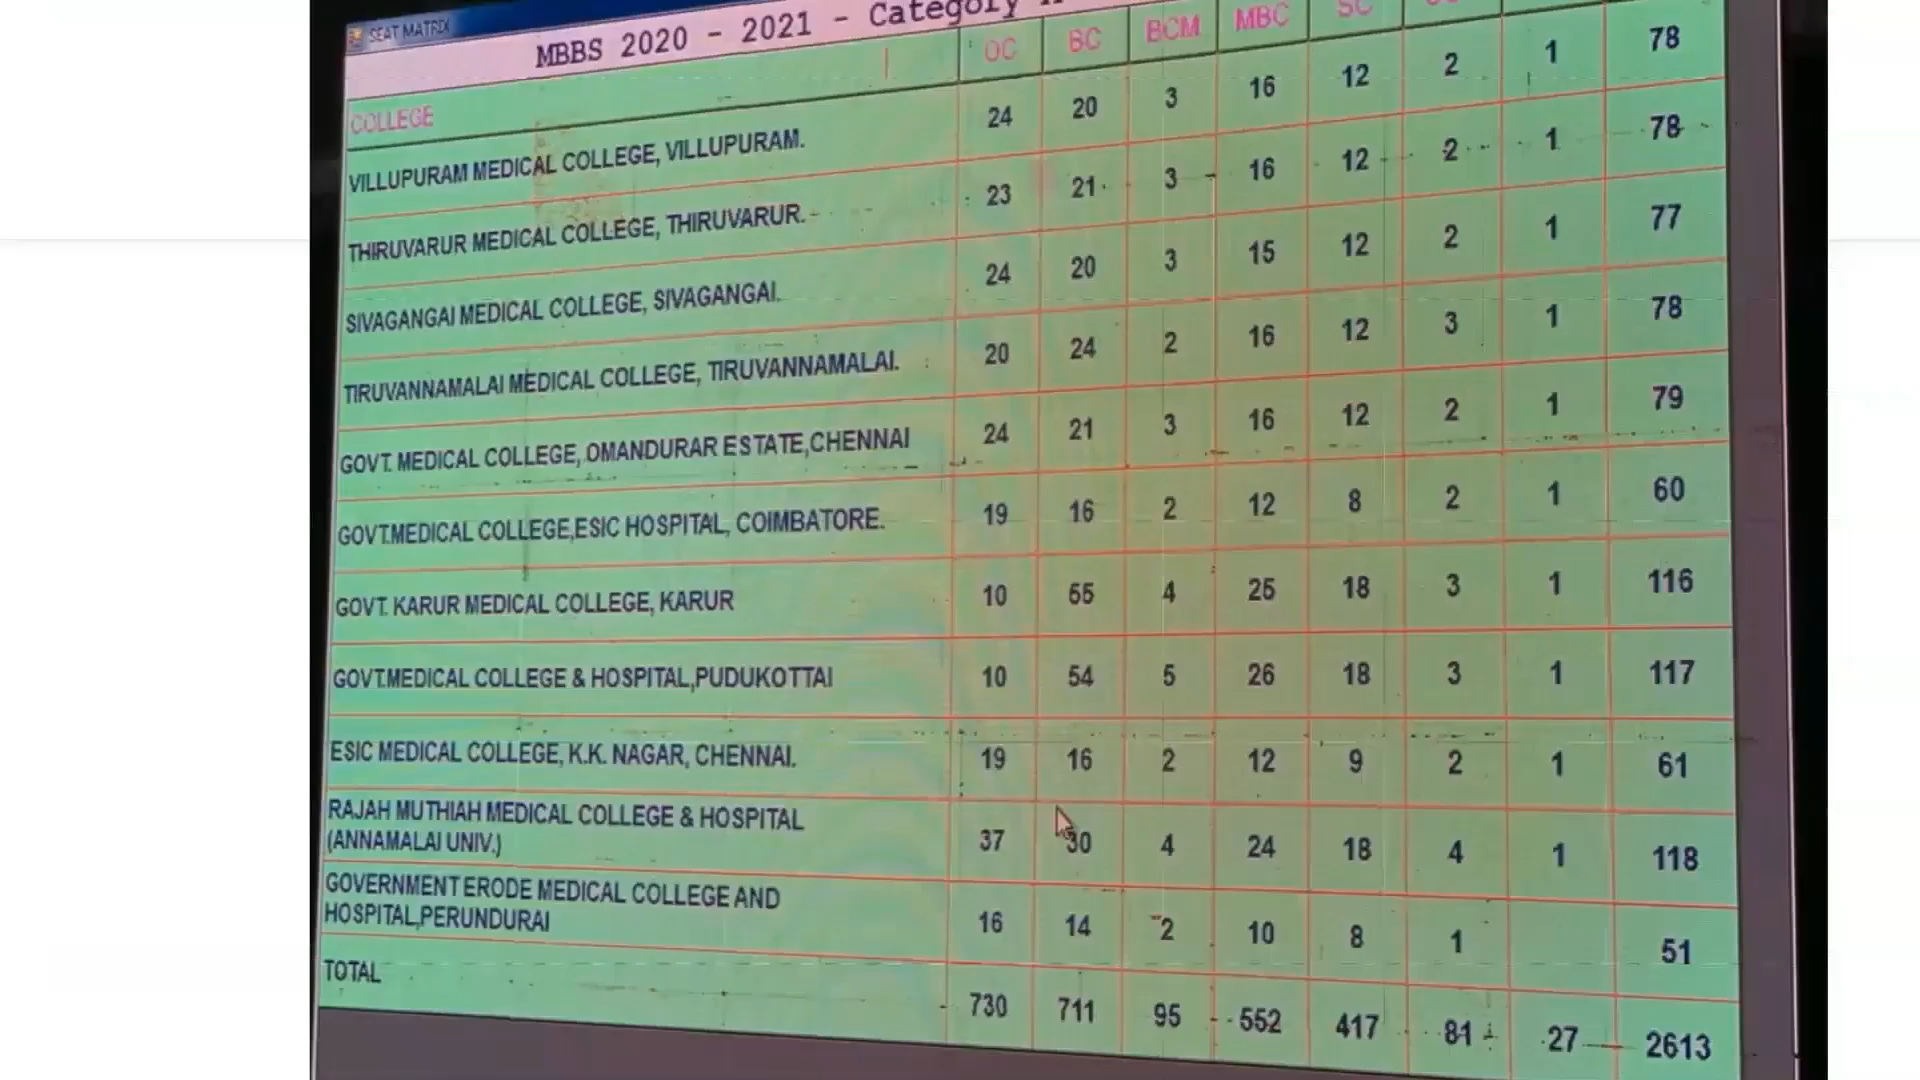 SEAT MATRIX
MBBS 2020 - 2021 - Category
COLLEGE OC BC BCM MBC SC
VILLUPURAM MEDICAL COLLEGE, VILLUPURAM. 24 20 3 16 12 2 1 78
THIRUVARUR MEDICAL COLLEGE, THIRUVARUR. 23 21 3 16 12 2 1 78
SIVAGANGAI MEDICAL COLLEGE, SIVAGANGAI. 24 20 3 15 12 2 1 77
TIRUVANNAMALAI MEDICAL COLLEGE, TIRUVANNAMALAI. 20 24 2 16 12 3 1 78
GOVT. MEDICAL COLLEGE, OMANDURAR ESTATE,CHENNAI 24 21 3 16 12 2 1 79
GOVT.MEDICAL COLLEGE,ESIC HOSPITAL, COIMBATORE. 19 16 2 12 8 2 1 60
GOVT. KARUR MEDICAL COLLEGE, KARUR 10 55 4 25 18 3 1 116
GOVT.MEDICAL COLLEGE & HOSPITAL,PUDUKOTTAI 10 54 5 26 18 3 1 117
ESIC MEDICAL COLLEGE, K.K. NAGAR, CHENNAI. 19 16 2 12 9 2 1 61
RAJAH MUTHIAH MEDICAL COLLEGE & HOSPITAL
(ANNAMALAI UNIV.) 37 30 4 24 18 4 1 118
GOVERNMENT ERODE MEDICAL COLLEGE AND
HOSPITAL,PERUNDURAI 16 14 2 10 8 1 51
TOTAL 730 711 95 552 417 81 27 2613